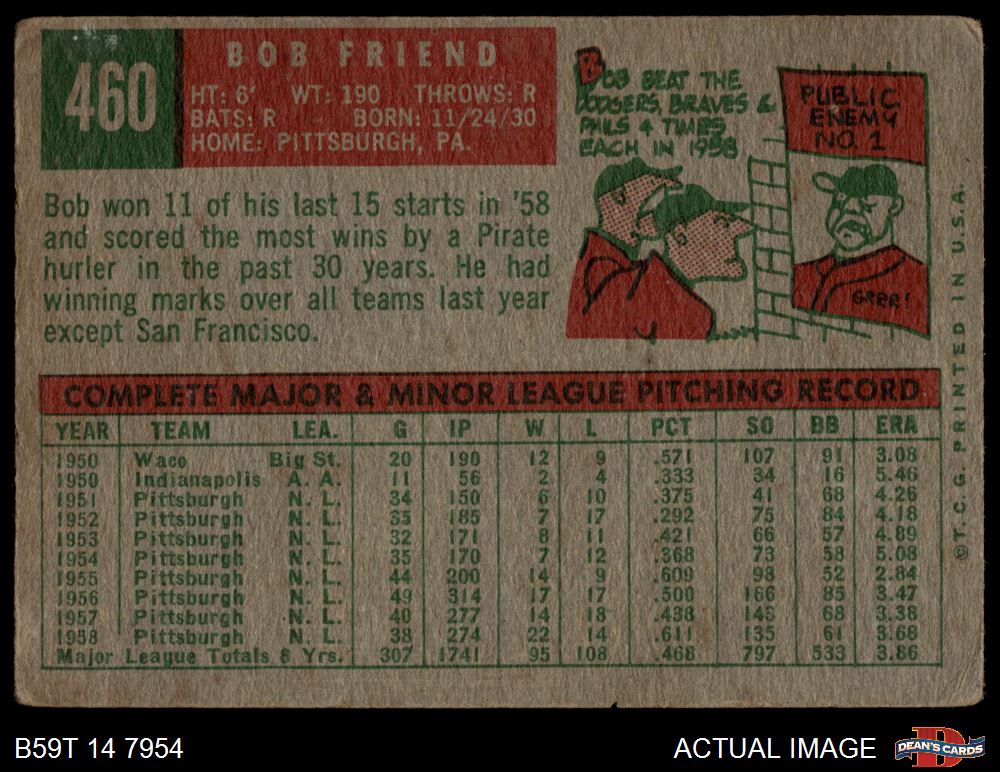 460
BOB FRIEND
HT: 6' WT: 190 THROWS: R
BATS: R BORN: 11/24/30
HOME: PITTSBURGH, PA.
Bob won 11 of his last 15 starts in '58
and scored the most wins by a Pirate
hurler in the past 30 years. He had
winning marks over all teams last year
except San Francisco.
BOB BEAT THE
DODGERS, BRAVES &
PHILS 4 TIMES
EACH IN 1958
PUBLIC
ENEMY
NO. 1
GRRR!
COMPLETE MAJOR & MINOR LEAGUE PITCHING RECORD
YEAR TEAM LEA. G IP W L PCT SO BB ERA
1950 Waco Big St. 20 190 12 9 .571 107 91 3.08
1950 Indianapolis A. A. 11 56 2 4 .333 34 16 5.46
1951 Pittsburgh N. L. 34 150 6 10 .375 41 68 4.26
1952 Pittsburgh N. L. 35 185 7 17 .292 75 84 4.18
1953 Pittsburgh N. L. 32 171 8 11 .421 66 57 4.89
1954 Pittsburgh N. L. 35 170 7 12 .368 73 58 5.08
1955 Pittsburgh N. L. 44 200 14 9 .609 98 52 2.84
1956 Pittsburgh N. L. 49 314 17 17 .500 166 85 3.47
1957 Pittsburgh N. L. 40 277 14 18 .438 143 68 3.38
1958 Pittsburgh N. L. 38 274 22 14 .611 135 61 3.68
Major League Totals 8 Yrs. 307 1741 95 108 .468 797 533 3.86
©T.C.G. PRINTED IN U.S.A.
B59T 14 7954
ACTUAL IMAGE
D
DEAN'S CARDS